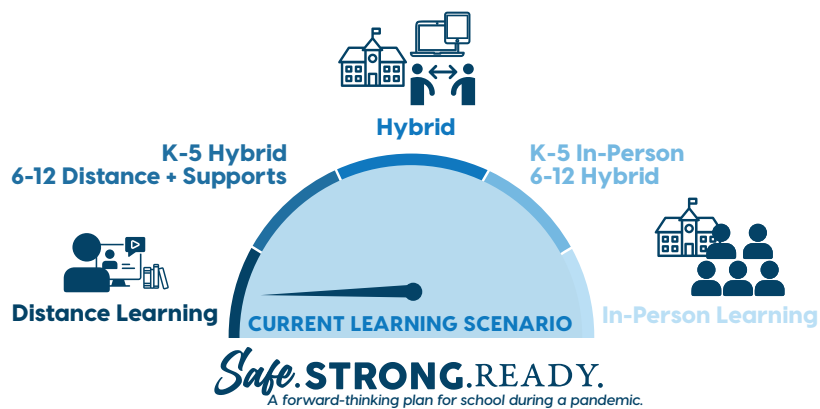 Hybrid
K-5 Hybrid
6-12 Distance + Supports
K-5 In-Person
6-12 Hybrid
Distance Learning
In-Person Learning
CURRENT LEARNING SCENARIO
Safe.STRONG.READY.
A forward-thinking plan for school during a pandemic.